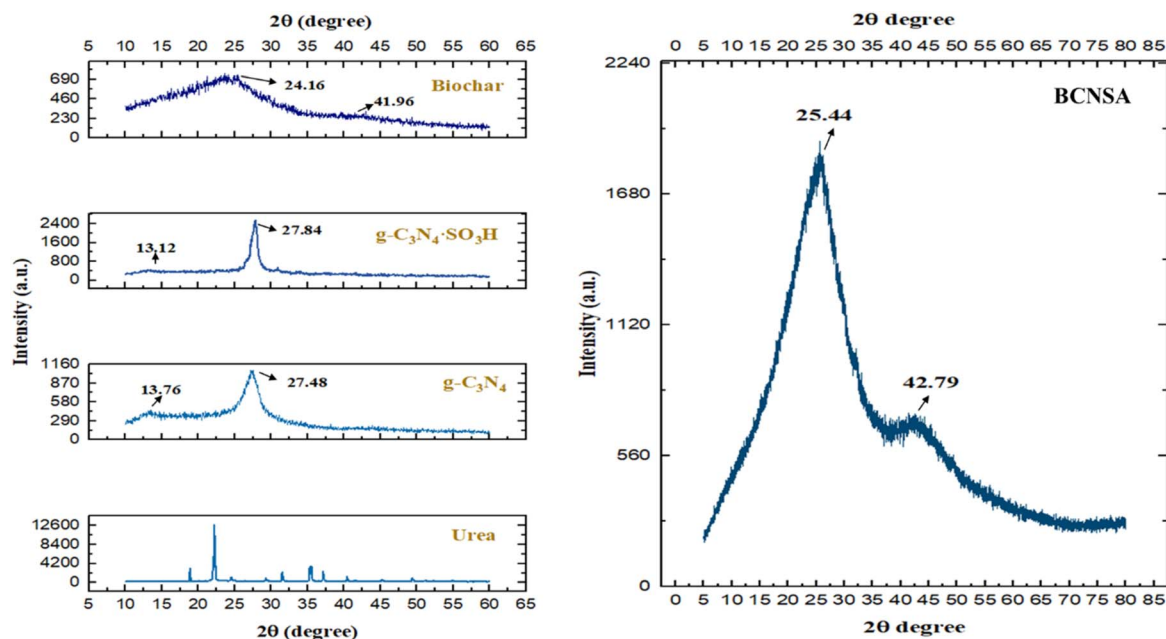 2θ (degree)
5 10 15 20 25 30 35 40 45 50 55 60 65
690
460
230
0
Biochar
24.16
41.96
2400
1600
800
0
g-C₃N₄·SO₃H
13.12
27.84
1160
870
580
290
0
g-C₃N₄
13.76
27.48
12600
8400
4200
0
Urea
5 10 15 20 25 30 35 40 45 50 55 60 65
2θ (degree)
Intensity (a.u.)
2θ degree
0 5 10 15 20 25 30 35 40 45 50 55 60 65 70 75 80 85
2240
1680
1120
560
0
BCNSA
25.44
42.79
Intensity (a.u.)
0 5 10 15 20 25 30 35 40 45 50 55 60 65 70 75 80 85
2θ degree